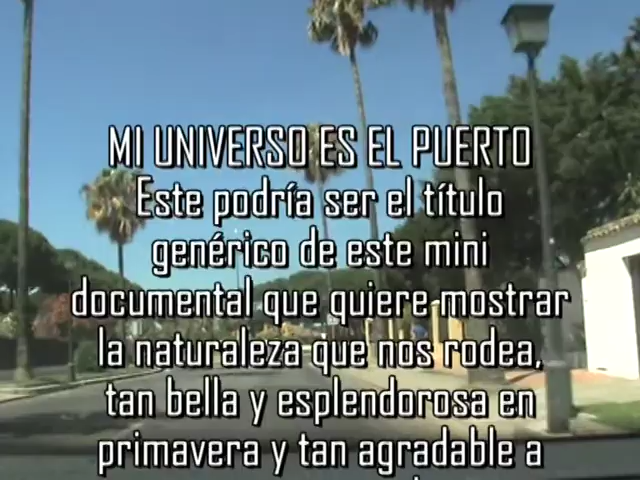 MI UNIVERSO ES EL PUERTO
Este podría ser el título
genérico de este mini
documental que quiere mostrar
la naturaleza que nos rodea,
tan bella y esplendorosa en
primavera y tan agradable a